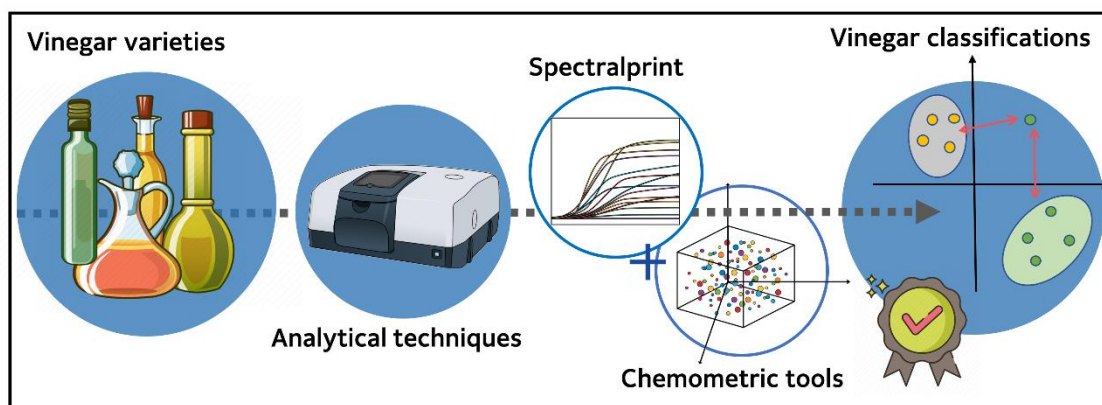 Vinegar varieties
Analytical techniques
Spectralprint
Chemometric tools
Vinegar classifications